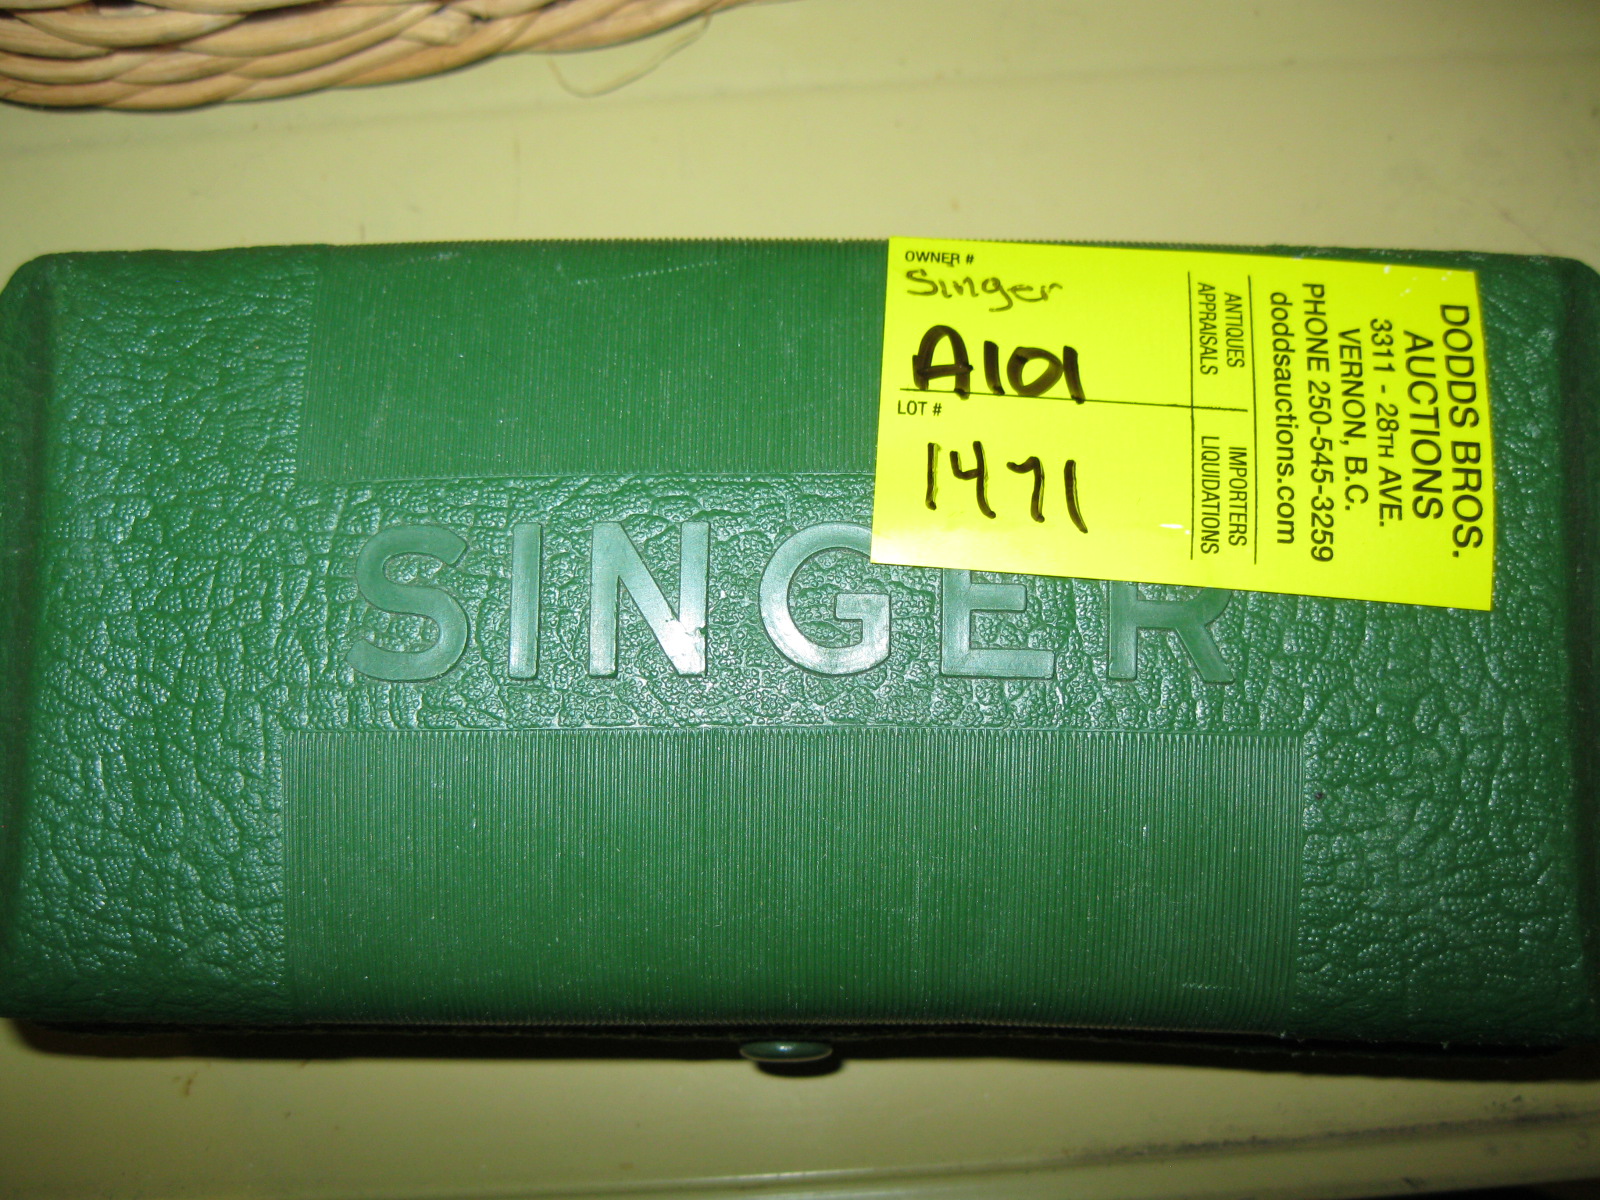 OWNER #
Singer
A101
LOT #
1471
ANTIQUES
APPRAISALS
IMPORTERS
LIQUIDATIONS
DODDS BROS.
AUCTIONS
3311 - 28TH AVE.
VERNON, B.C.
PHONE 250-545-3259
doddsauctions.com
SINGER